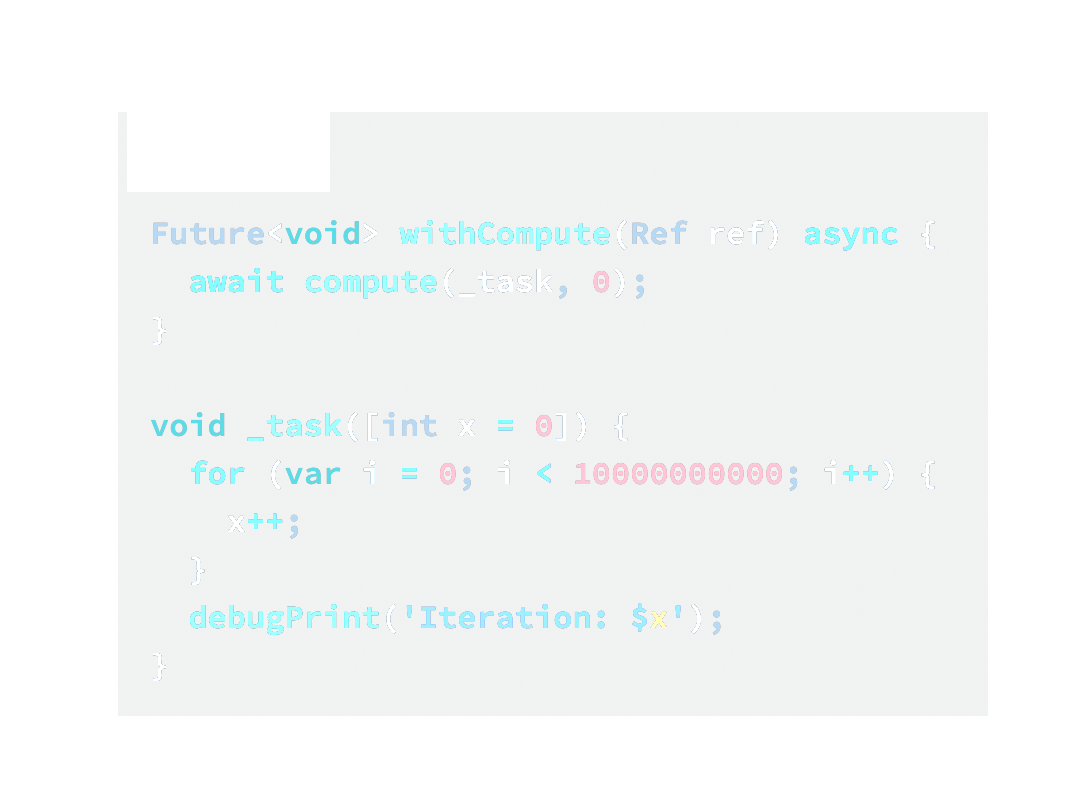 Future<void> withCompute(Ref ref) async {
  await compute(_task, 0);
}
void _task([int x = 0]) {
  for (var i = 0; i < 10000000000; i++) {
    x++;
  }
  debugPrint('Iteration: $x');
}